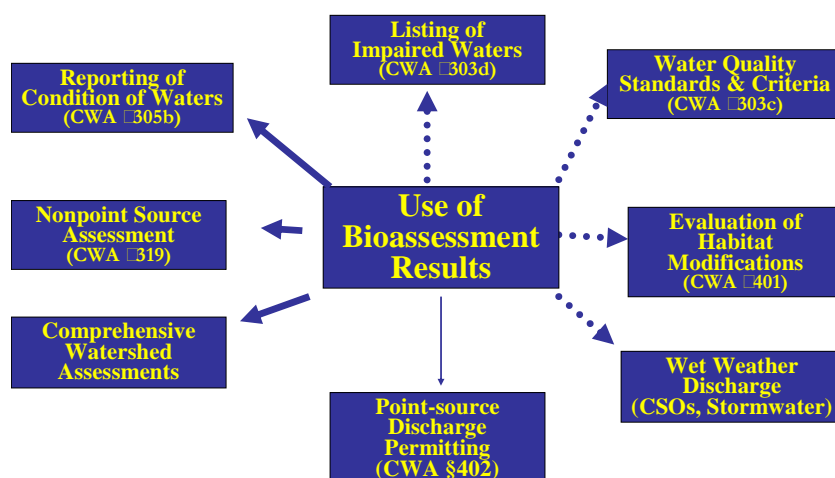 Listing of
Impaired Waters
(CWA □303d)
Reporting of
Condition of Waters
(CWA □305b)
Water Quality
Standards & Criteria
(CWA □303c)
Use of
Bioassessment
Results
Nonpoint Source
Assessment
(CWA □319)
Evaluation of
Habitat
Modifications
(CWA □401)
Comprehensive
Watershed
Assessments
Wet Weather
Discharge
(CSOs, Stormwater)
Point-source
Discharge
Permitting
(CWA §402)